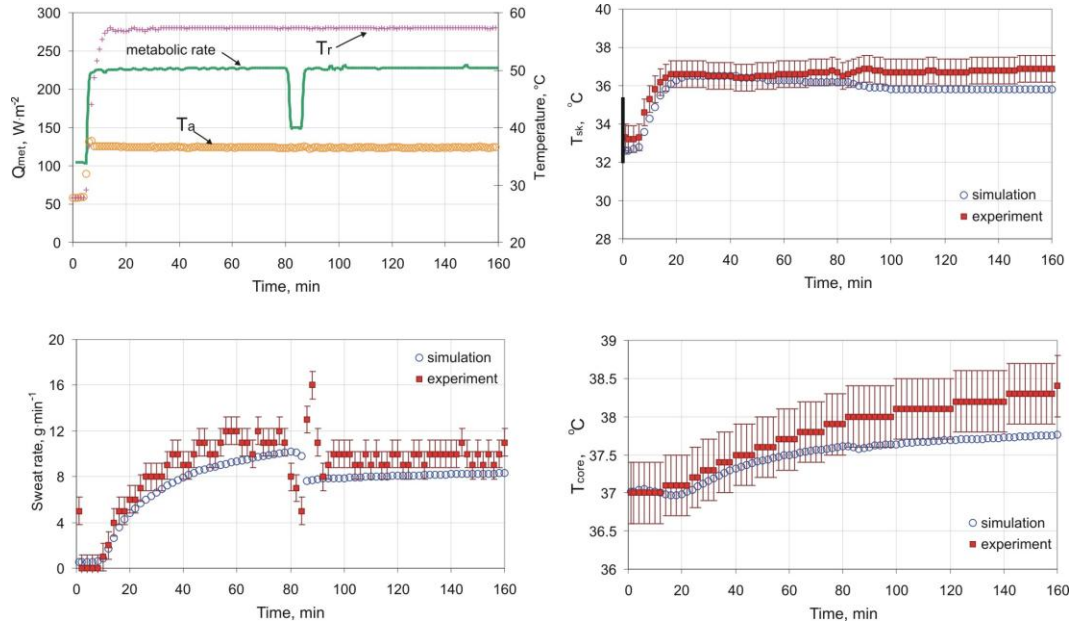 300
250
200
150
100
50
0
Qmet, W·m-2
60
50
40
30
20
Temperature, °C
metabolic rate
Tr
Ta
0 20 40 60 80 100 120 140 160
Time, min
40
38
36
34
32
30
28
Tsk, °C
simulation
experiment
0 20 40 60 80 100 120 140 160
Time, min
20
16
12
8
4
0
Sweat rate, g·min-1
simulation
experiment
0 20 40 60 80 100 120 140 160
Time, min
39
38.5
38
37.5
37
36.5
36
Tcore, °C
simulation
experiment
0 20 40 60 80 100 120 140 160
Time, min